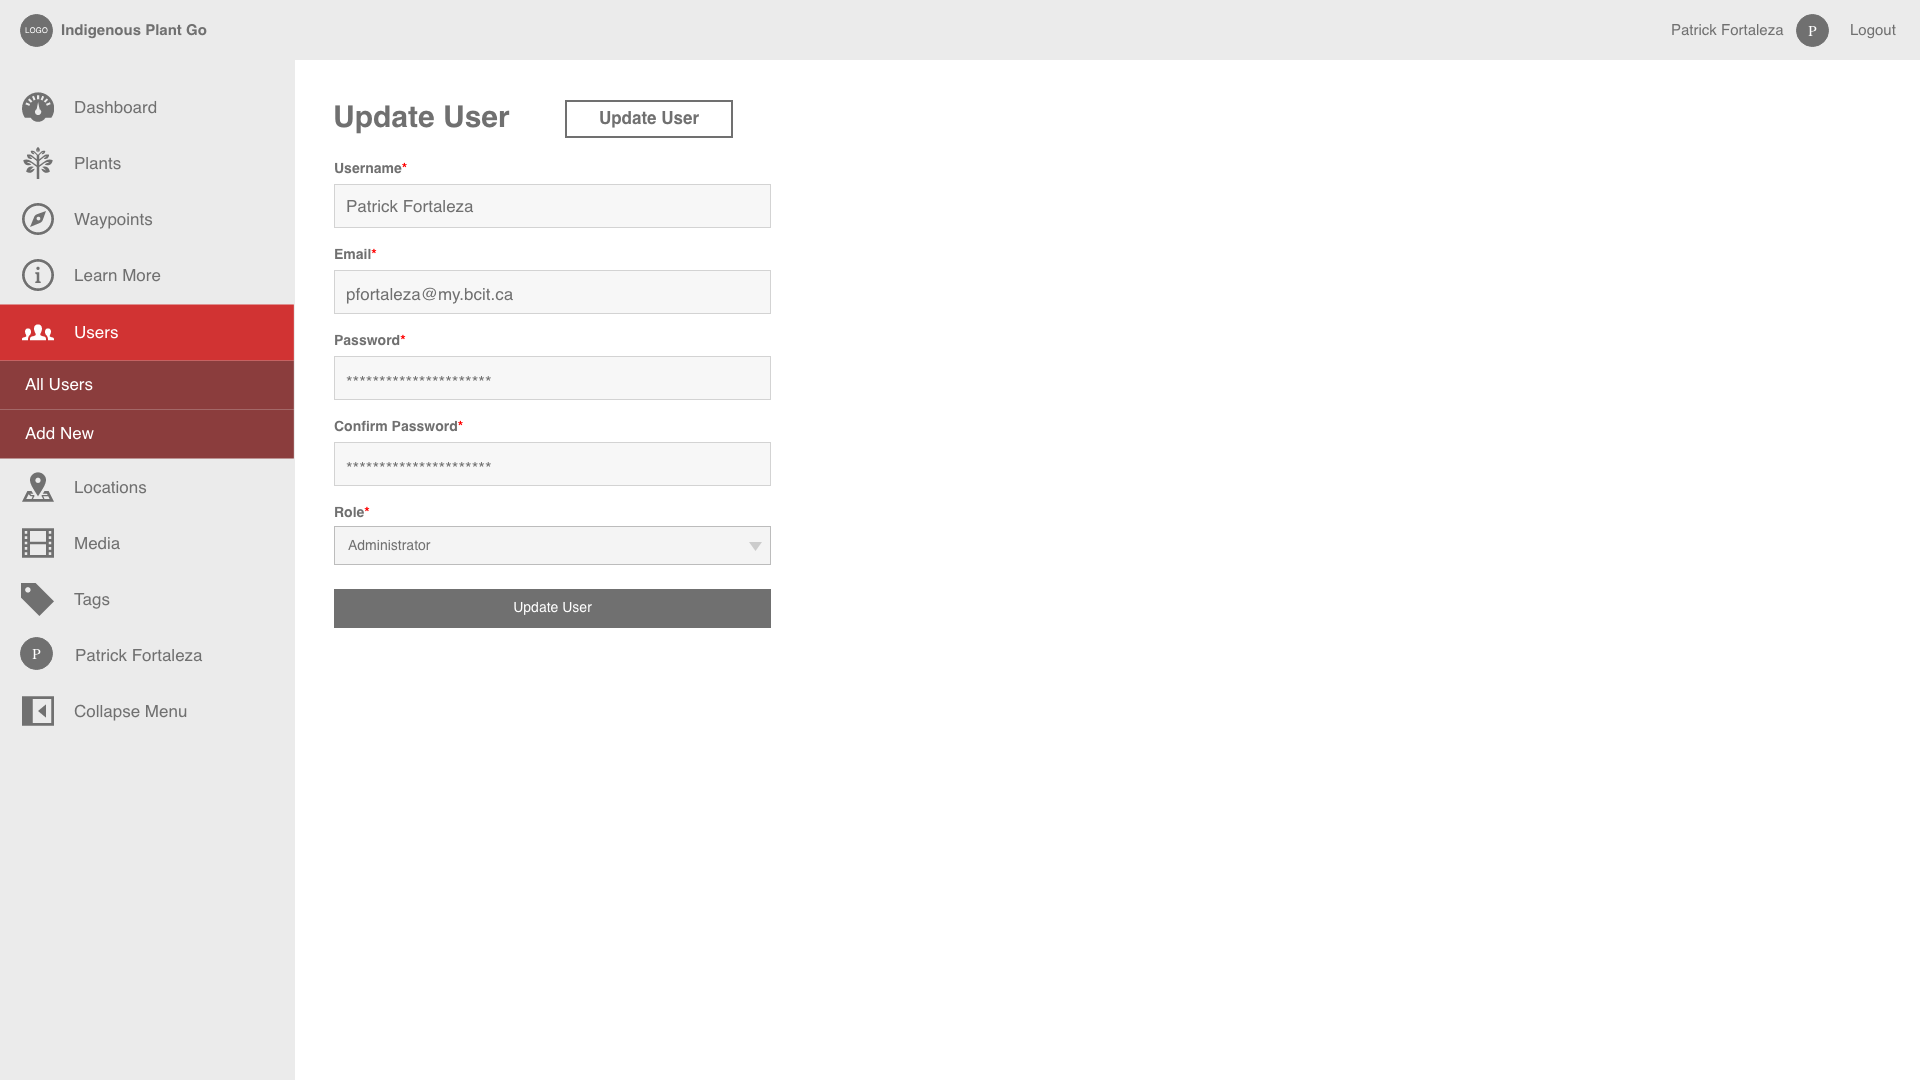 LOGO Indigenous Plant Go
Patrick Fortaleza P Logout
Dashboard
Plants
Waypoints
Learn More
Users
All Users
Add New
Locations
Media
Tags
P Patrick Fortaleza
Collapse Menu
Update User Update User
Username*
Patrick Fortaleza
Email*
pfortaleza@my.bcit.ca
Password*
**********************
Confirm Password*
**********************
Role*
Administrator
Update User